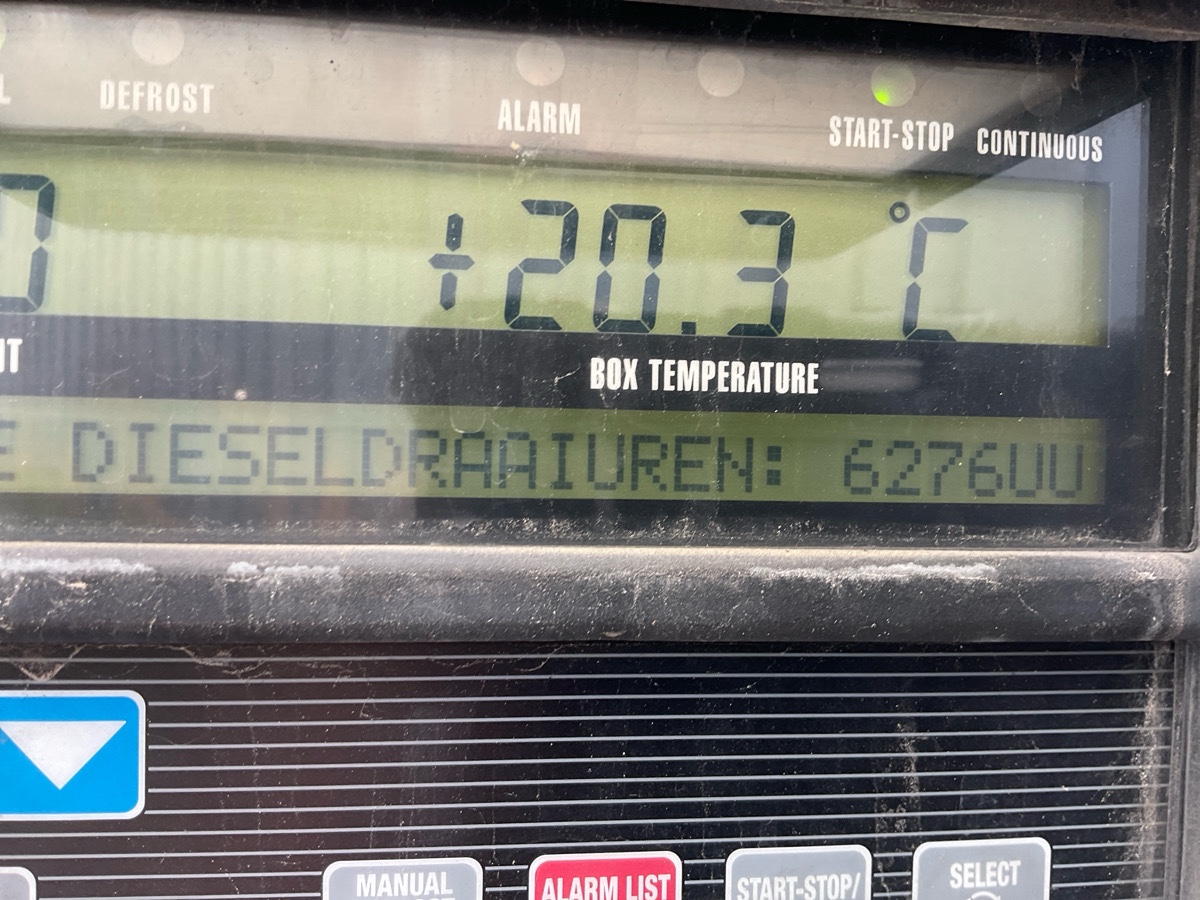 DEFROST
ALARM
START-STOP
CONTINUOUS
+20.3 °C
BOX TEMPERATURE
DIESELDRAAIUREN: 6276UU
MANUAL
ALARM LIST
START-STOP/
SELECT